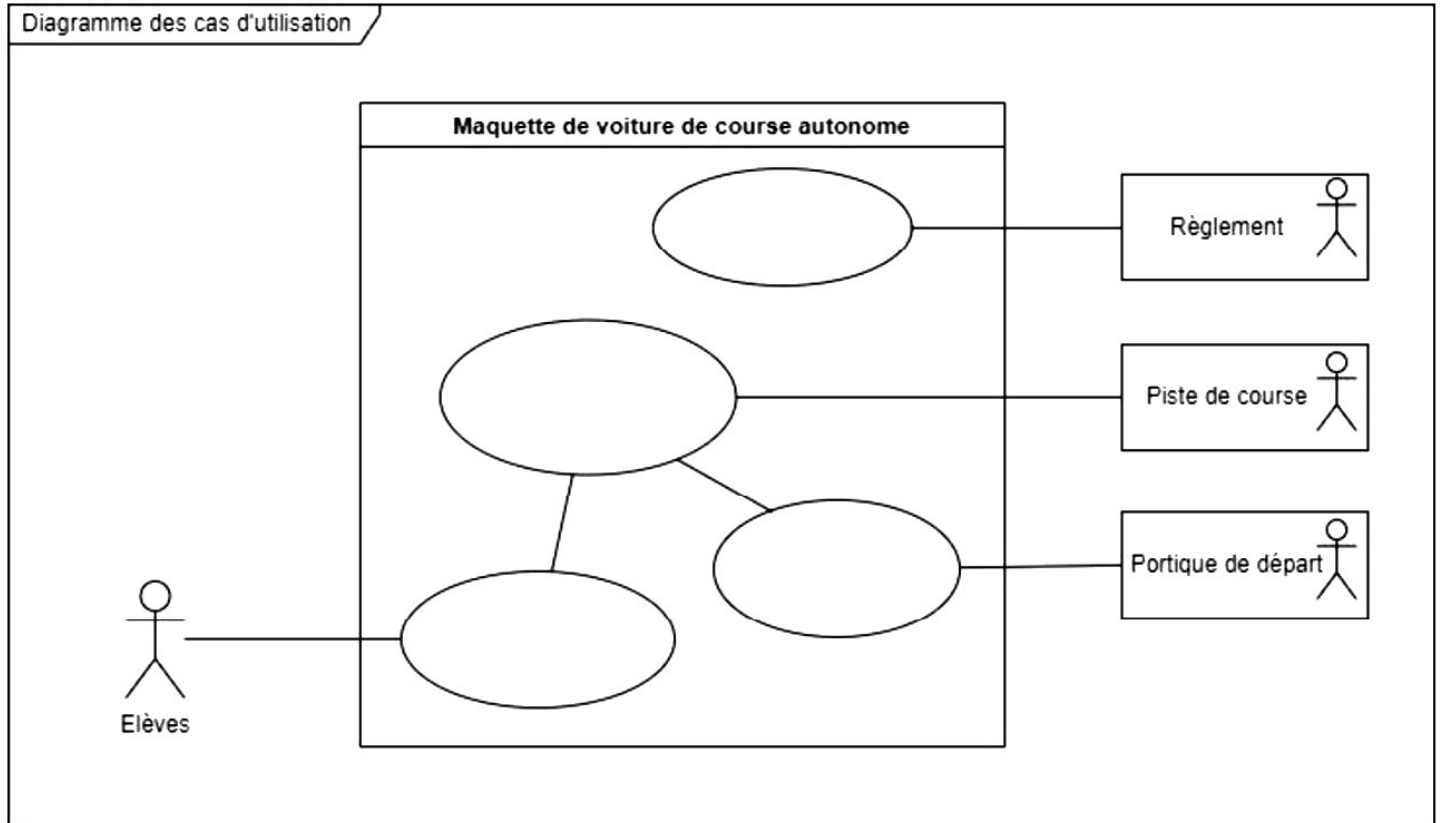 Diagramme des cas d'utilisation
Maquette de voiture de course autonome
Règlement
Piste de course
Portique de départ
Elèves